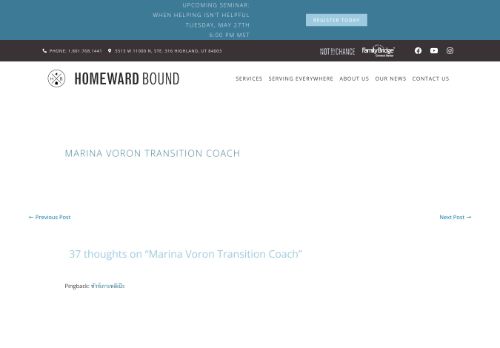 UPCOMING SEMINAR:
WHEN HELPING ISN'T HELPFUL
TUESDAY, MAY 27TH
6:00 PM MST
REGISTER TODAY
PHONE: 1.801.768.1441
5513 W 11000 N, STE. 316 HIGHLAND, UT 84003
NOT BY CHANCE
FamilyBridge
HOMEWARD BOUND
SERVICES SERVING EVERYWHERE ABOUT US OUR NEWS CONTACT US
MARINA VORON TRANSITION COACH
← Previous Post
Next Post →
37 thoughts on “Marina Voron Transition Coach”
Pingback: